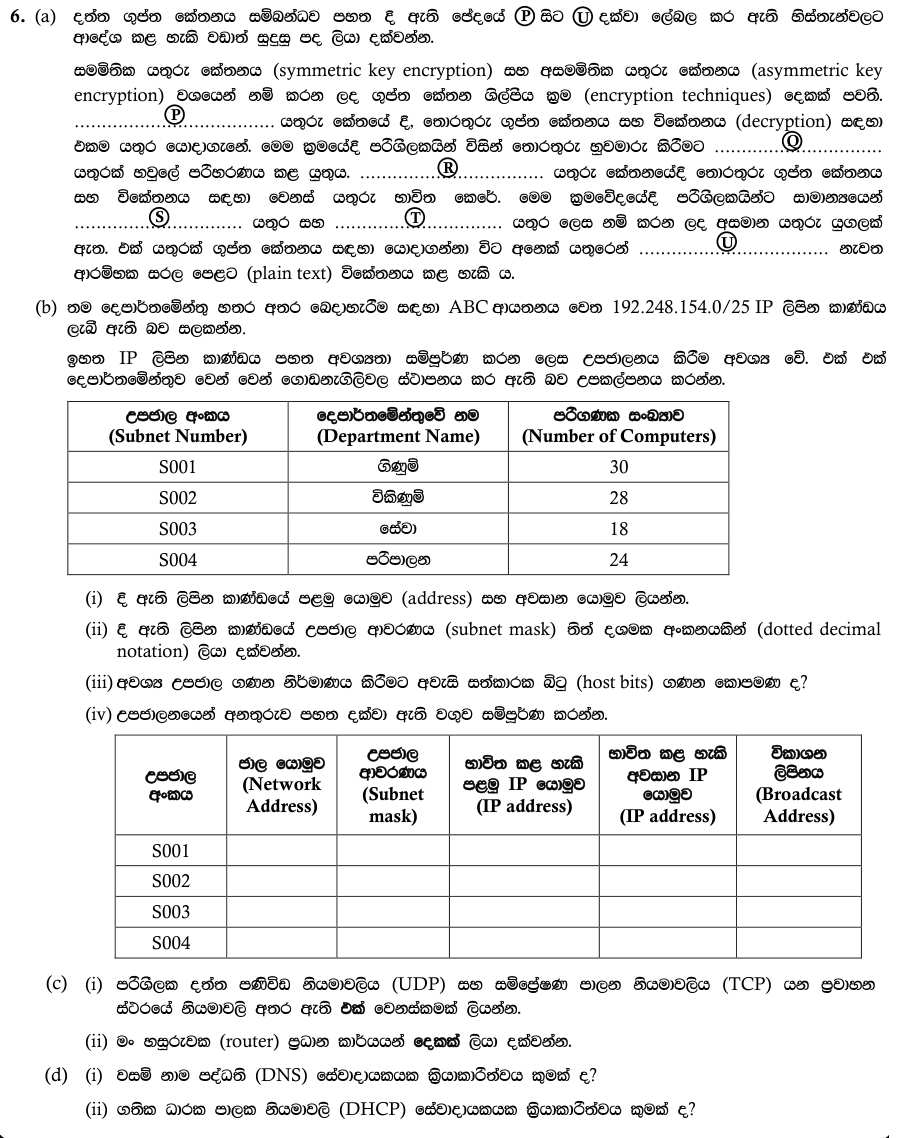 6. (a) දත්ත ගුප්ත කේතනය සම්බන්ධව පහත දී ඇති ඡේදයේ Ⓟ සිට Ⓤ දක්වා ලේබල කර ඇති හිස්තැන්වලට
ආදේශ කළ හැකි වඩාත් සුදුසු පද ලියා දක්වන්න.
සමමිතික යතුරු කේතනය (symmetric key encryption) සහ අසමමිතික යතුරු කේතනය (asymmetric key
encryption) වශයෙන් නම් කරන ලද ගුප්ත කේතන ශිල්පීය ක්‍රම (encryption techniques) දෙකක් පවතී.
....................Ⓟ.................... යතුරු කේතයේ දී, තොරතුරු ගුප්ත කේතනය සහ විකේතනය (decryption) සඳහා
එකම යතුර යොදාගැනේ. මෙම ක්‍රමයේදී පරිශීලකයින් විසින් තොරතුරු හුවමාරු කිරීමට ...............Ⓠ...............
යතුරක් හවුලේ පරිහරණය කළ යුතුය. ...............Ⓡ............... යතුරු කේතනයේදී තොරතුරු ගුප්ත කේතනය
සහ විකේතනය සඳහා වෙනස් යතුරු භාවිත කෙරේ. මෙම ක්‍රමවේදයේදී පරිශීලකයින්ට සාමාන්‍යයෙන්
...............Ⓢ............... යතුර සහ ...............Ⓣ............... යතුර ලෙස නම් කරන ලද අසමාන යතුරු යුගලක්
ඇත. එක් යතුරක් ගුප්ත කේතනය සඳහා යොදාගන්නා විට අනෙක් යතුරෙන් ...............Ⓤ............... නැවත
ආරම්භක සරල පෙළට (plain text) විකේතනය කළ හැකි ය.
(b) තම දෙපාර්තමේන්තු හතර අතර බෙදාහැරීම සඳහා ABC ආයතනය වෙත 192.248.154.0/25 IP ලිපින කාණ්ඩය
ලැබී ඇති බව සලකන්න.
ඉහත IP ලිපින කාණ්ඩය පහත අවශ්‍යතා සම්පූර්ණ කරන ලෙස උපජාලනය කිරීම අවශ්‍ය වේ. එක් එක්
දෙපාර්තමේන්තුව වෙන් වෙන් ගොඩනැගිලිවල ස්ථාපනය කර ඇති බව උපකල්පනය කරන්න.
උපජාල අංකය (Subnet Number) දෙපාර්තමේන්තුවේ නම (Department Name) පරිගණක සංඛ්‍යාව (Number of Computers)
S001 ගිණුම් 30
S002 විකිණුම් 28
S003 සේවා 18
S004 පරිපාලන 24
(i) දී ඇති ලිපින කාණ්ඩයේ පළමු යොමුව (address) සහ අවසාන යොමුව ලියන්න.
(ii) දී ඇති ලිපින කාණ්ඩයේ උපජාල ආවරණය (subnet mask) තිත් දශමක අංකනයකින් (dotted decimal
notation) ලියා දක්වන්න.
(iii) අවශ්‍ය උපජාල ගණන නිර්මාණය කිරීමට අවැසි සත්කාරක බිටු (host bits) ගණන කොපමණ ද?
(iv) උපජාලනයෙන් අනතුරුව පහත දක්වා ඇති වගුව සම්පූර්ණ කරන්න.
උපජාල අංකය ජාල යොමුව (Network Address) උපජාල ආවරණය (Subnet mask) භාවිත කළ හැකි පළමු IP යොමුව (IP address) භාවිත කළ හැකි අවසාන IP යොමුව (IP address) විකාශන ලිපිනය (Broadcast Address)
S001
S002
S003
S004
(c) (i) පරිශීලක දත්ත පණිවිඩ නියමාවලිය (UDP) සහ සම්ප්‍රේෂණ පාලන නියමාවලිය (TCP) යන ප්‍රවාහන
ස්ථරයේ නියමාවලි අතර ඇති එක් වෙනස්කමක් ලියන්න.
(ii) මං හසුරුවක (router) ප්‍රධාන කාර්යයන් දෙකක් ලියා දක්වන්න.
(d) (i) වසම් නාම පද්ධති (DNS) සේවාදායකයක ක්‍රියාකාරීත්වය කුමක් ද?
(ii) ගතික ධාරක පාලක නියමාවලි (DHCP) සේවාදායකයක ක්‍රියාකාරීත්වය කුමක් ද?